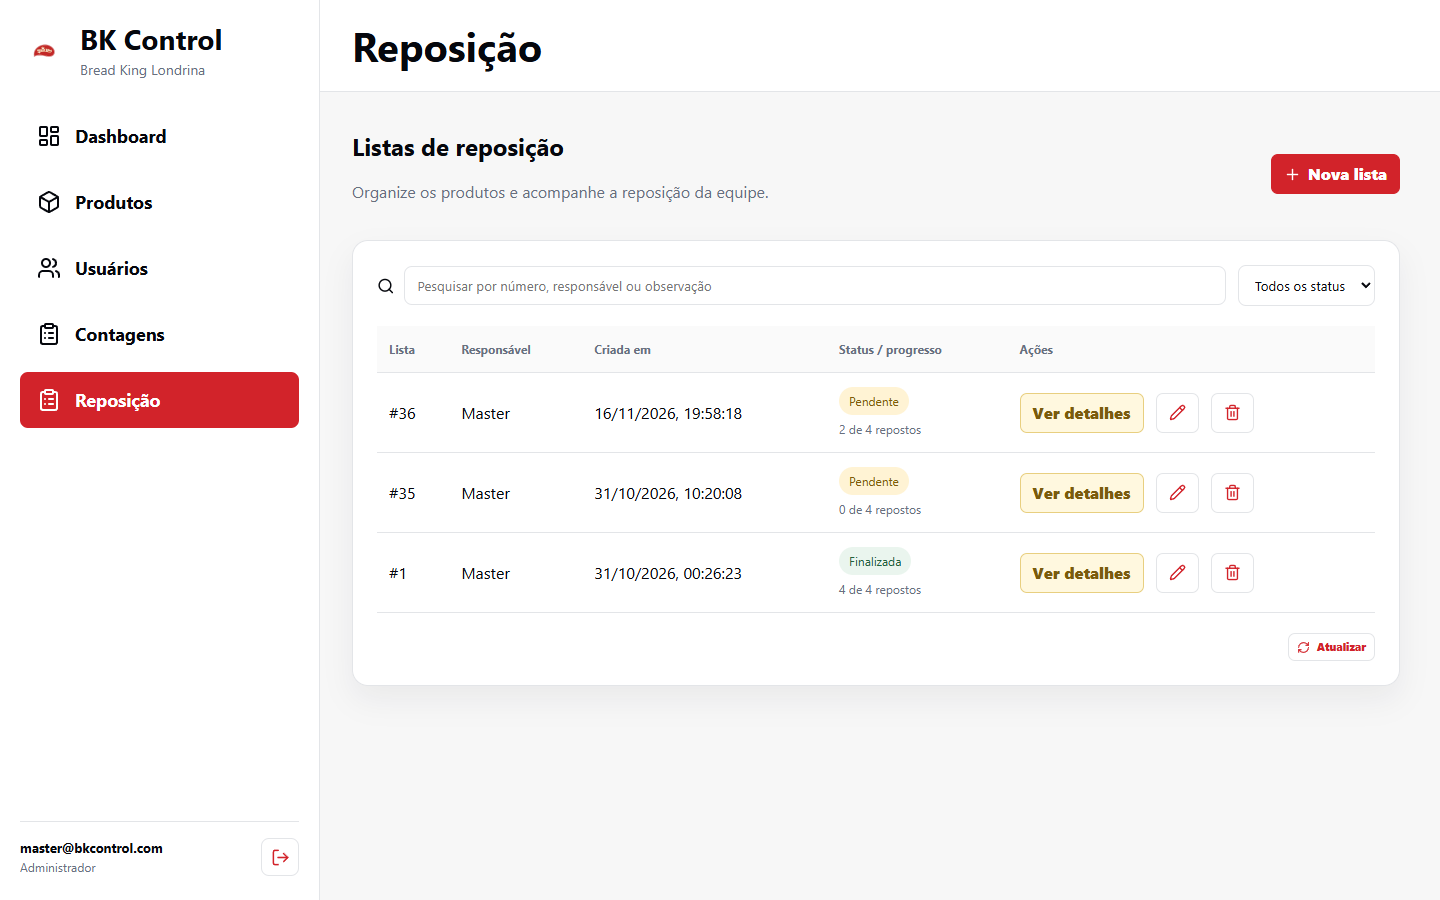 BK Control
Bread King Londrina
Dashboard
Produtos
Usuários
Contagens
Reposição
master@bkcontrol.com
Administrador
Reposição
Listas de reposição
Organize os produtos e acompanhe a reposição da equipe.
+ Nova lista
Pesquisar por número, responsável ou observação
Todos os status
Lista Responsável Criada em Status / progresso Ações
#36 Master 16/11/2026, 19:58:18 Pendente 2 de 4 repostos Ver detalhes
#35 Master 31/10/2026, 10:20:08 Pendente 0 de 4 repostos Ver detalhes
#1 Master 31/10/2026, 00:26:23 Finalizada 4 de 4 repostos Ver detalhes
Atualizar